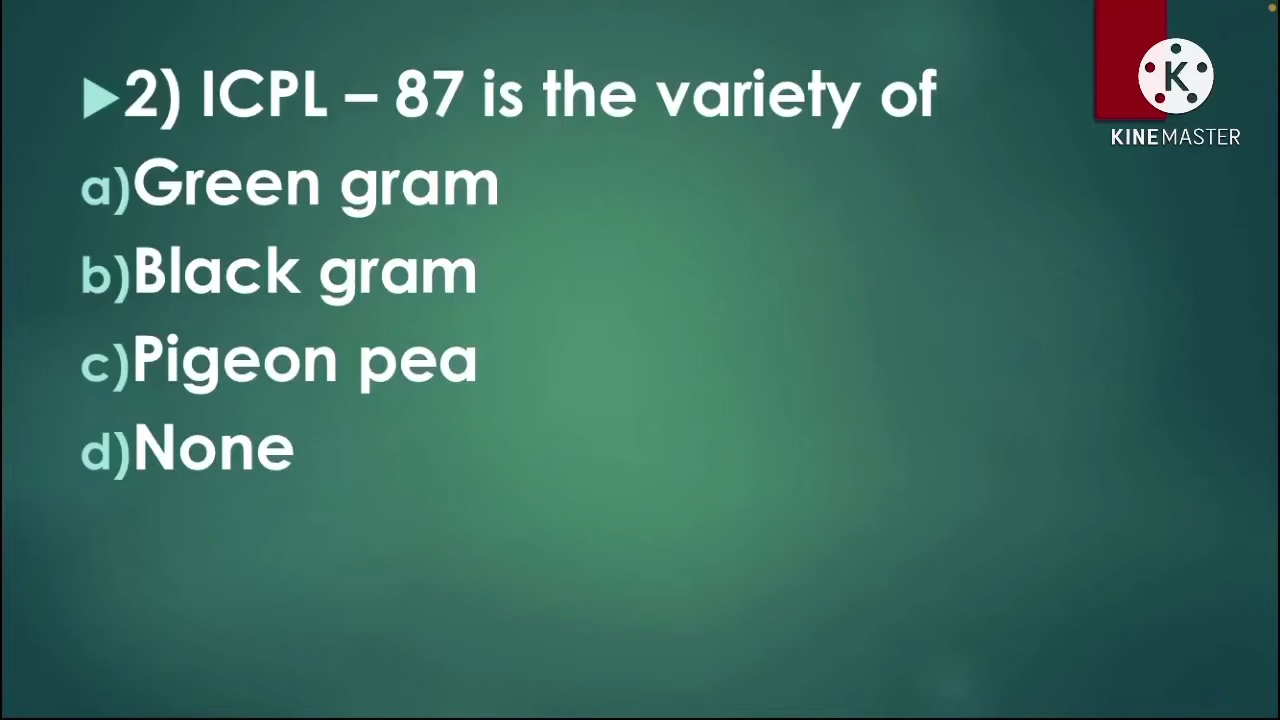 2) ICPL – 87 is the variety of
a)Green gram
b)Black gram
c)Pigeon pea
d)None
K
KINEMASTER